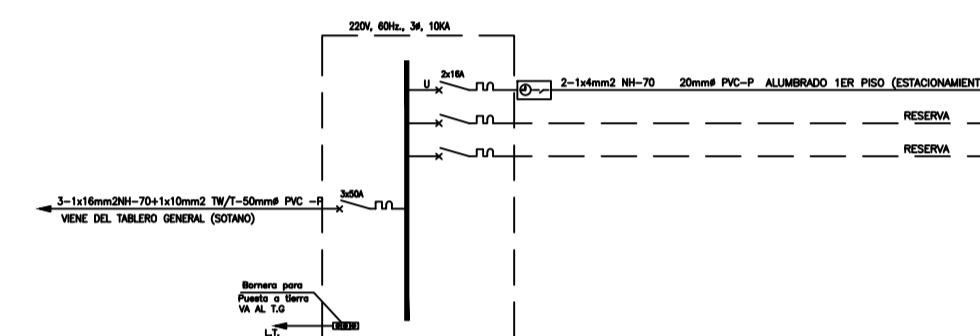 220V, 60Hz., 3ø, 10KA
U
2x16A
2-1x4mm2 NH-70 20mmø PVC-P ALUMBRADO 1ER PISO (ESTACIONAMIENT
RESERVA
RESERVA
3x50A
3-1x16mm2NH-70+1x10mm2 TW/T-50mmø PVC -P
VIENE DEL TABLERO GENERAL (SOTANO)
Bornera para
Puesta a tierra
VA AL T.G
L.T.